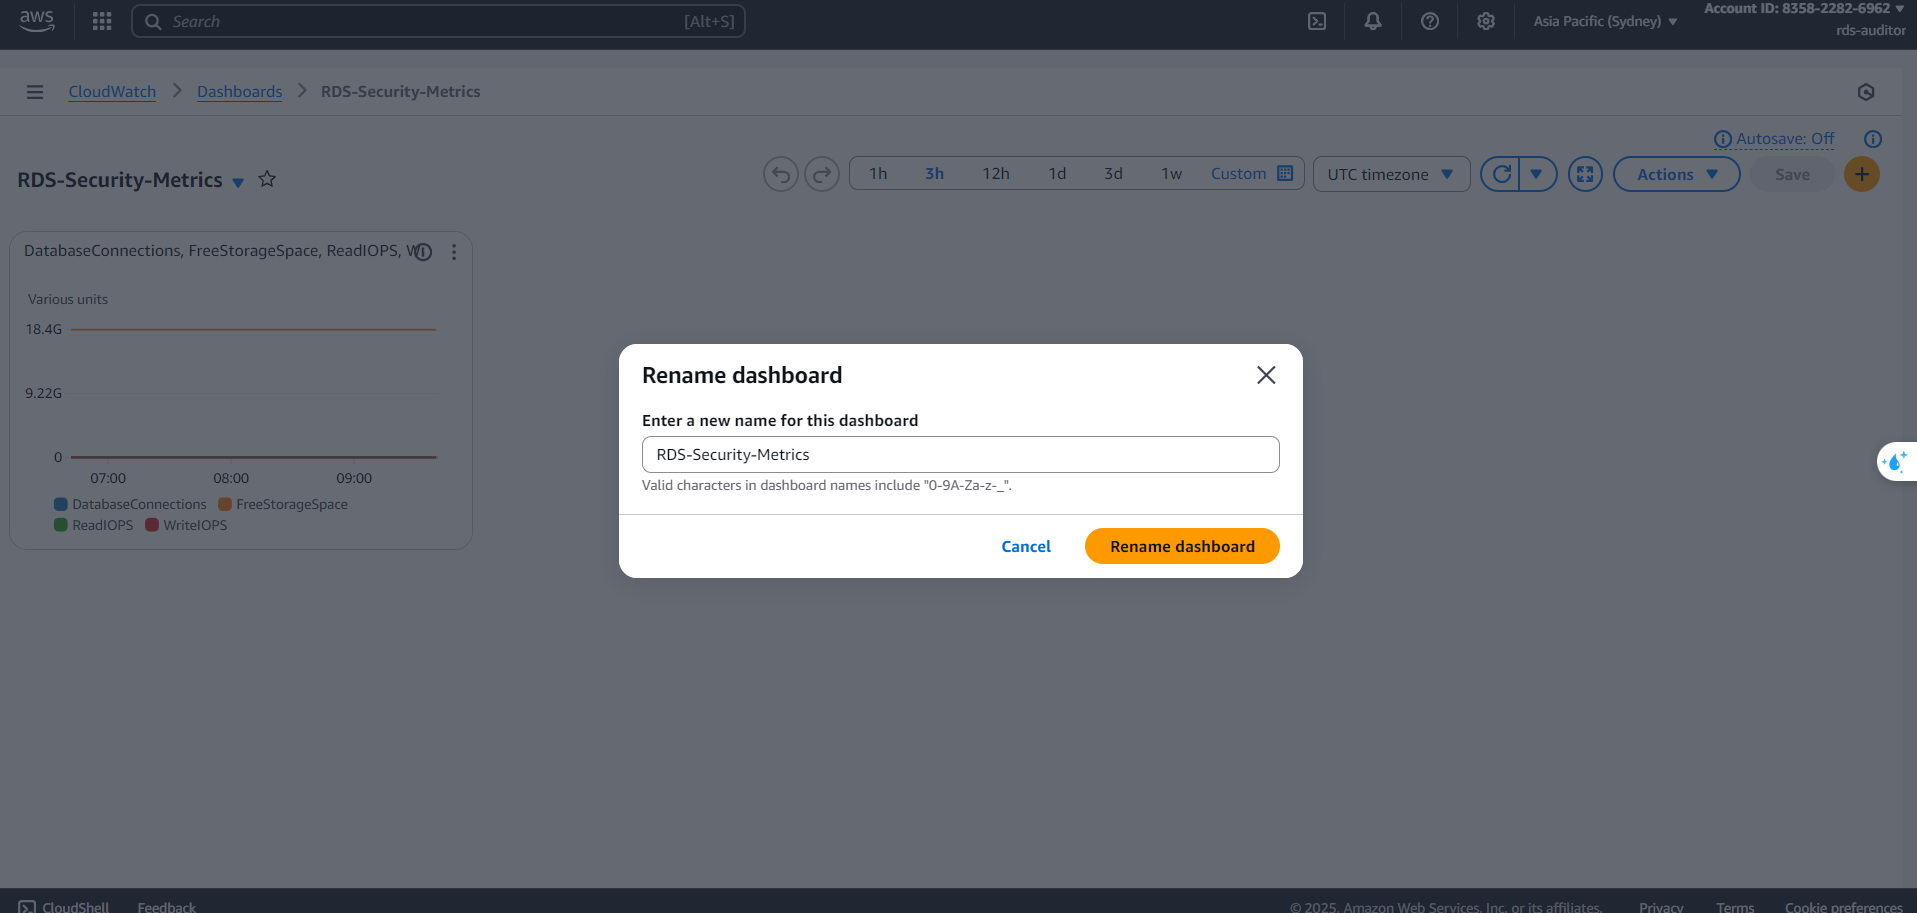 aws
Search [Alt+S]
Asia Pacific (Sydney)
Account ID: 8358-2282-6962
rds-auditor
CloudWatch
Dashboards
RDS-Security-Metrics
Autosave: Off
RDS-Security-Metrics
1h 3h 12h 1d 3d 1w Custom
UTC timezone
Actions
Save
DatabaseConnections, FreeStorageSpace, ReadIOPS, W
Various units
18.4G
9.22G
0
07:00 08:00 09:00
DatabaseConnections FreeStorageSpace
ReadIOPS WriteIOPS
Rename dashboard
Enter a new name for this dashboard
RDS-Security-Metrics
Valid characters in dashboard names include "0-9A-Za-z-_".
Cancel
Rename dashboard
CloudShell
Feedback
© 2025, Amazon Web Services, Inc. or its affiliates.
Privacy
Terms
Cookie preferences